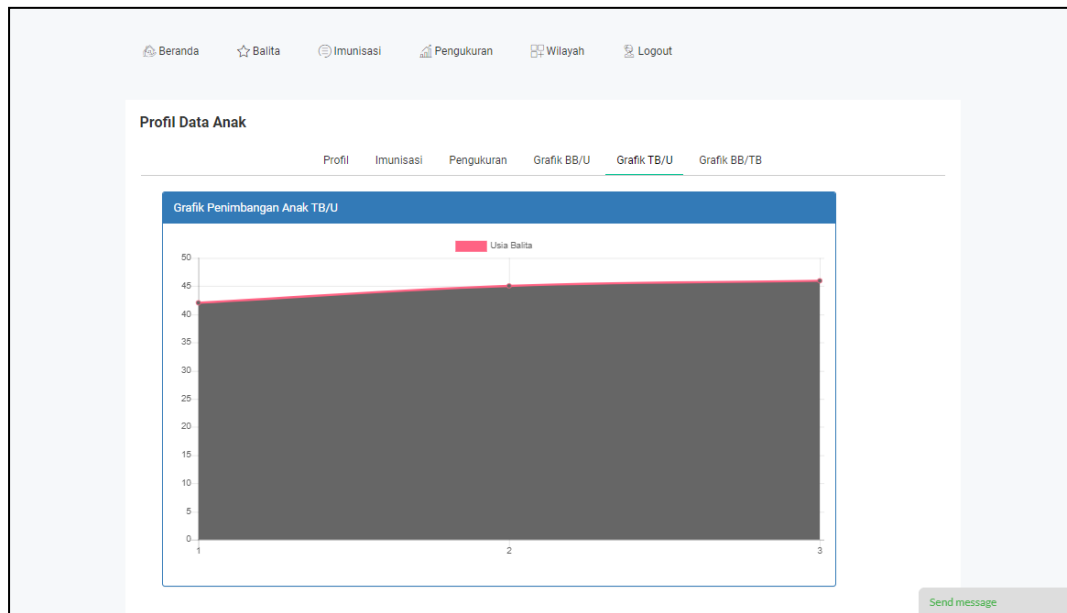 Beranda Balita Imunisasi Pengukuran Wilayah Logout
Profil Data Anak
Profil Imunisasi Pengukuran Grafik BB/U Grafik TB/U Grafik BB/TB
Grafik Penimbangan Anak TB/U
Usia Balita
50
45
40
35
30
25
20
15
10
5
0
1 2 3
Send message